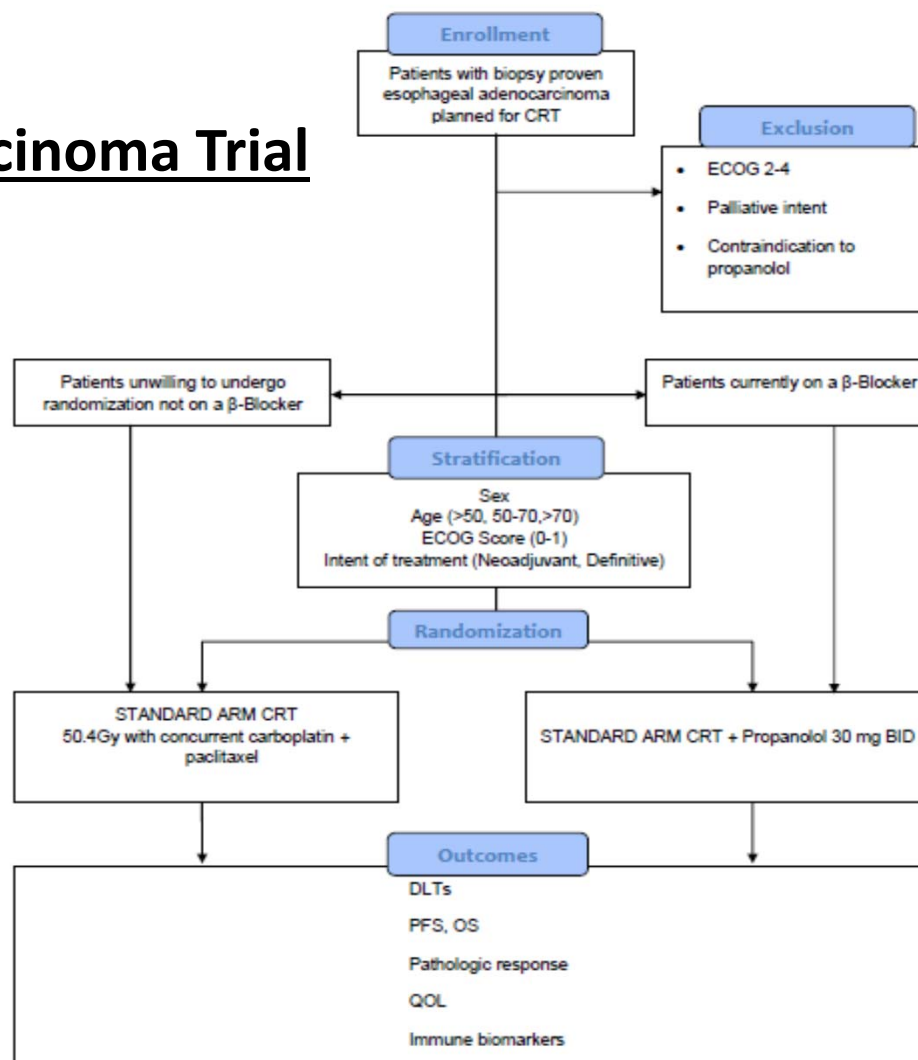 Enrollment
Patients with biopsy proven
esophageal adenocarcinoma
planned for CRT
cinoma Trial
Exclusion
• ECOG 2-4
• Palliative intent
• Contraindication to
propanolol
Patients unwilling to undergo
randomization not on a β-Blocker
Patients currently on a β-Blocker
Stratification
Sex
Age (>50, 50-70,>70)
ECOG Score (0-1)
Intent of treatment (Neoadjuvant, Definitive)
Randomization
STANDARD ARM CRT
50.4Gy with concurrent carboplatin +
paclitaxel
STANDARD ARM CRT + Propanolol 30 mg BID
Outcomes
DLTs
PFS, OS
Pathologic response
QOL
Immune biomarkers